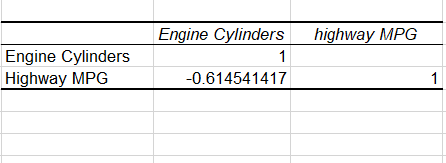 Engine Cylinders highway MPG
Engine Cylinders 1
Highway MPG -0.614541417 1